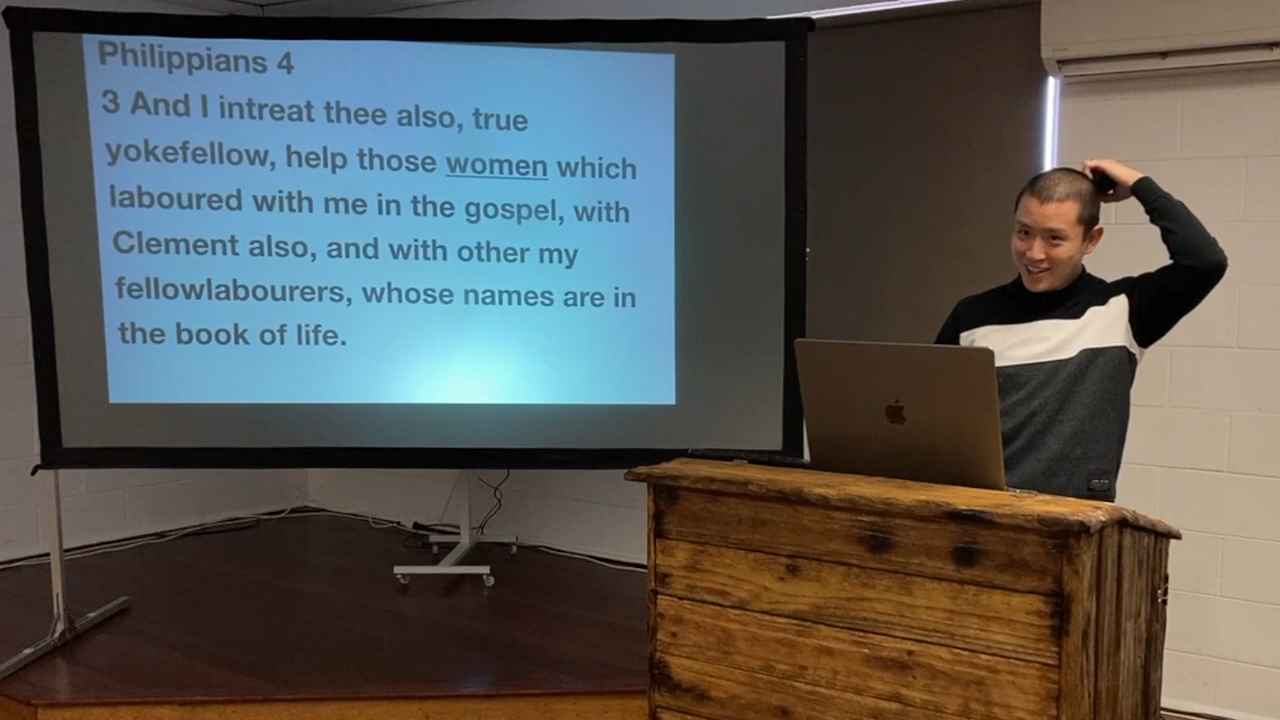 Philippians 4
3 And I intreat thee also, true
yokefellow, help those women which
laboured with me in the gospel, with
Clement also, and with other my
fellowlabourers, whose names are in
the book of life.